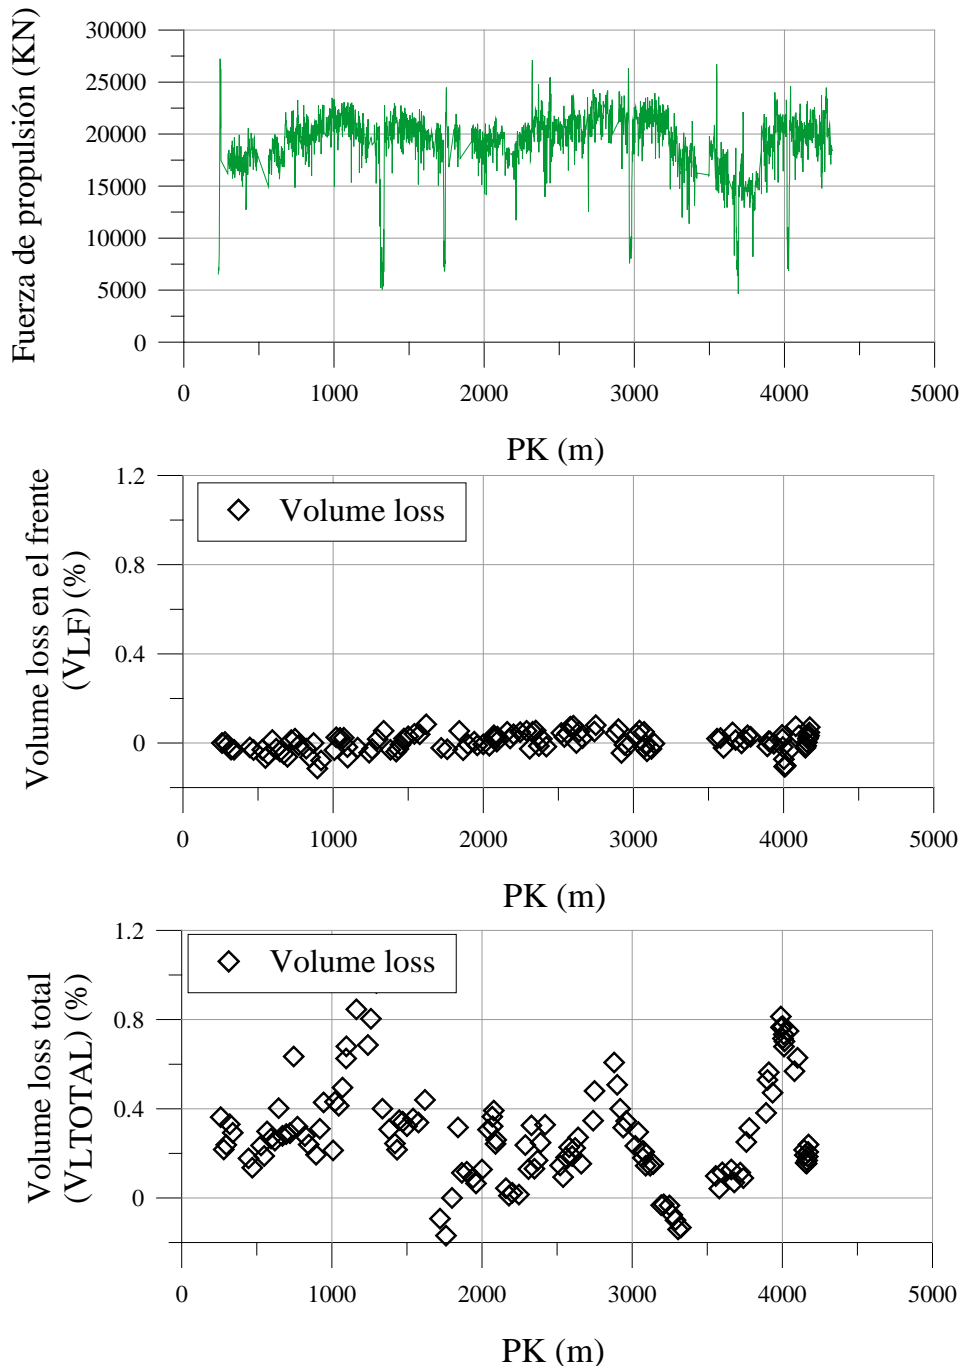 Fuerza de propulsión (KN)
30000
25000
20000
15000
10000
5000
0
0 1000 2000 3000 4000 5000
PK (m)
Volume loss en el frente
(VLF) (%)
1.2
0.8
0.4
0
Volume loss
0 1000 2000 3000 4000 5000
PK (m)
Volume loss total
(VLTOTAL) (%)
1.2
0.8
0.4
0
Volume loss
0 1000 2000 3000 4000 5000
PK (m)